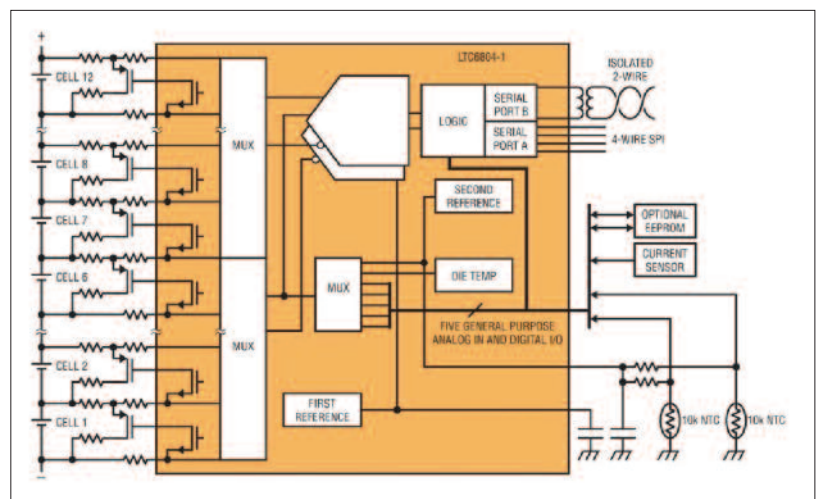 +
LTC6804-1
ISOLATED
2-WIRE
CELL 12
MUX
LOGIC
SERIAL
PORT B
SERIAL
PORT A
4-WIRE SPI
CELL 8
SECOND
REFERENCE
OPTIONAL
EEPROM
CELL 7
CURRENT
SENSOR
CELL 6
MUX
DIE TEMP
MUX
FIVE GENERAL PURPOSE
ANALOG IN AND DIGITAL I/O
CELL 2
FIRST
REFERENCE
CELL 1
10k NTC
10k NTC
–